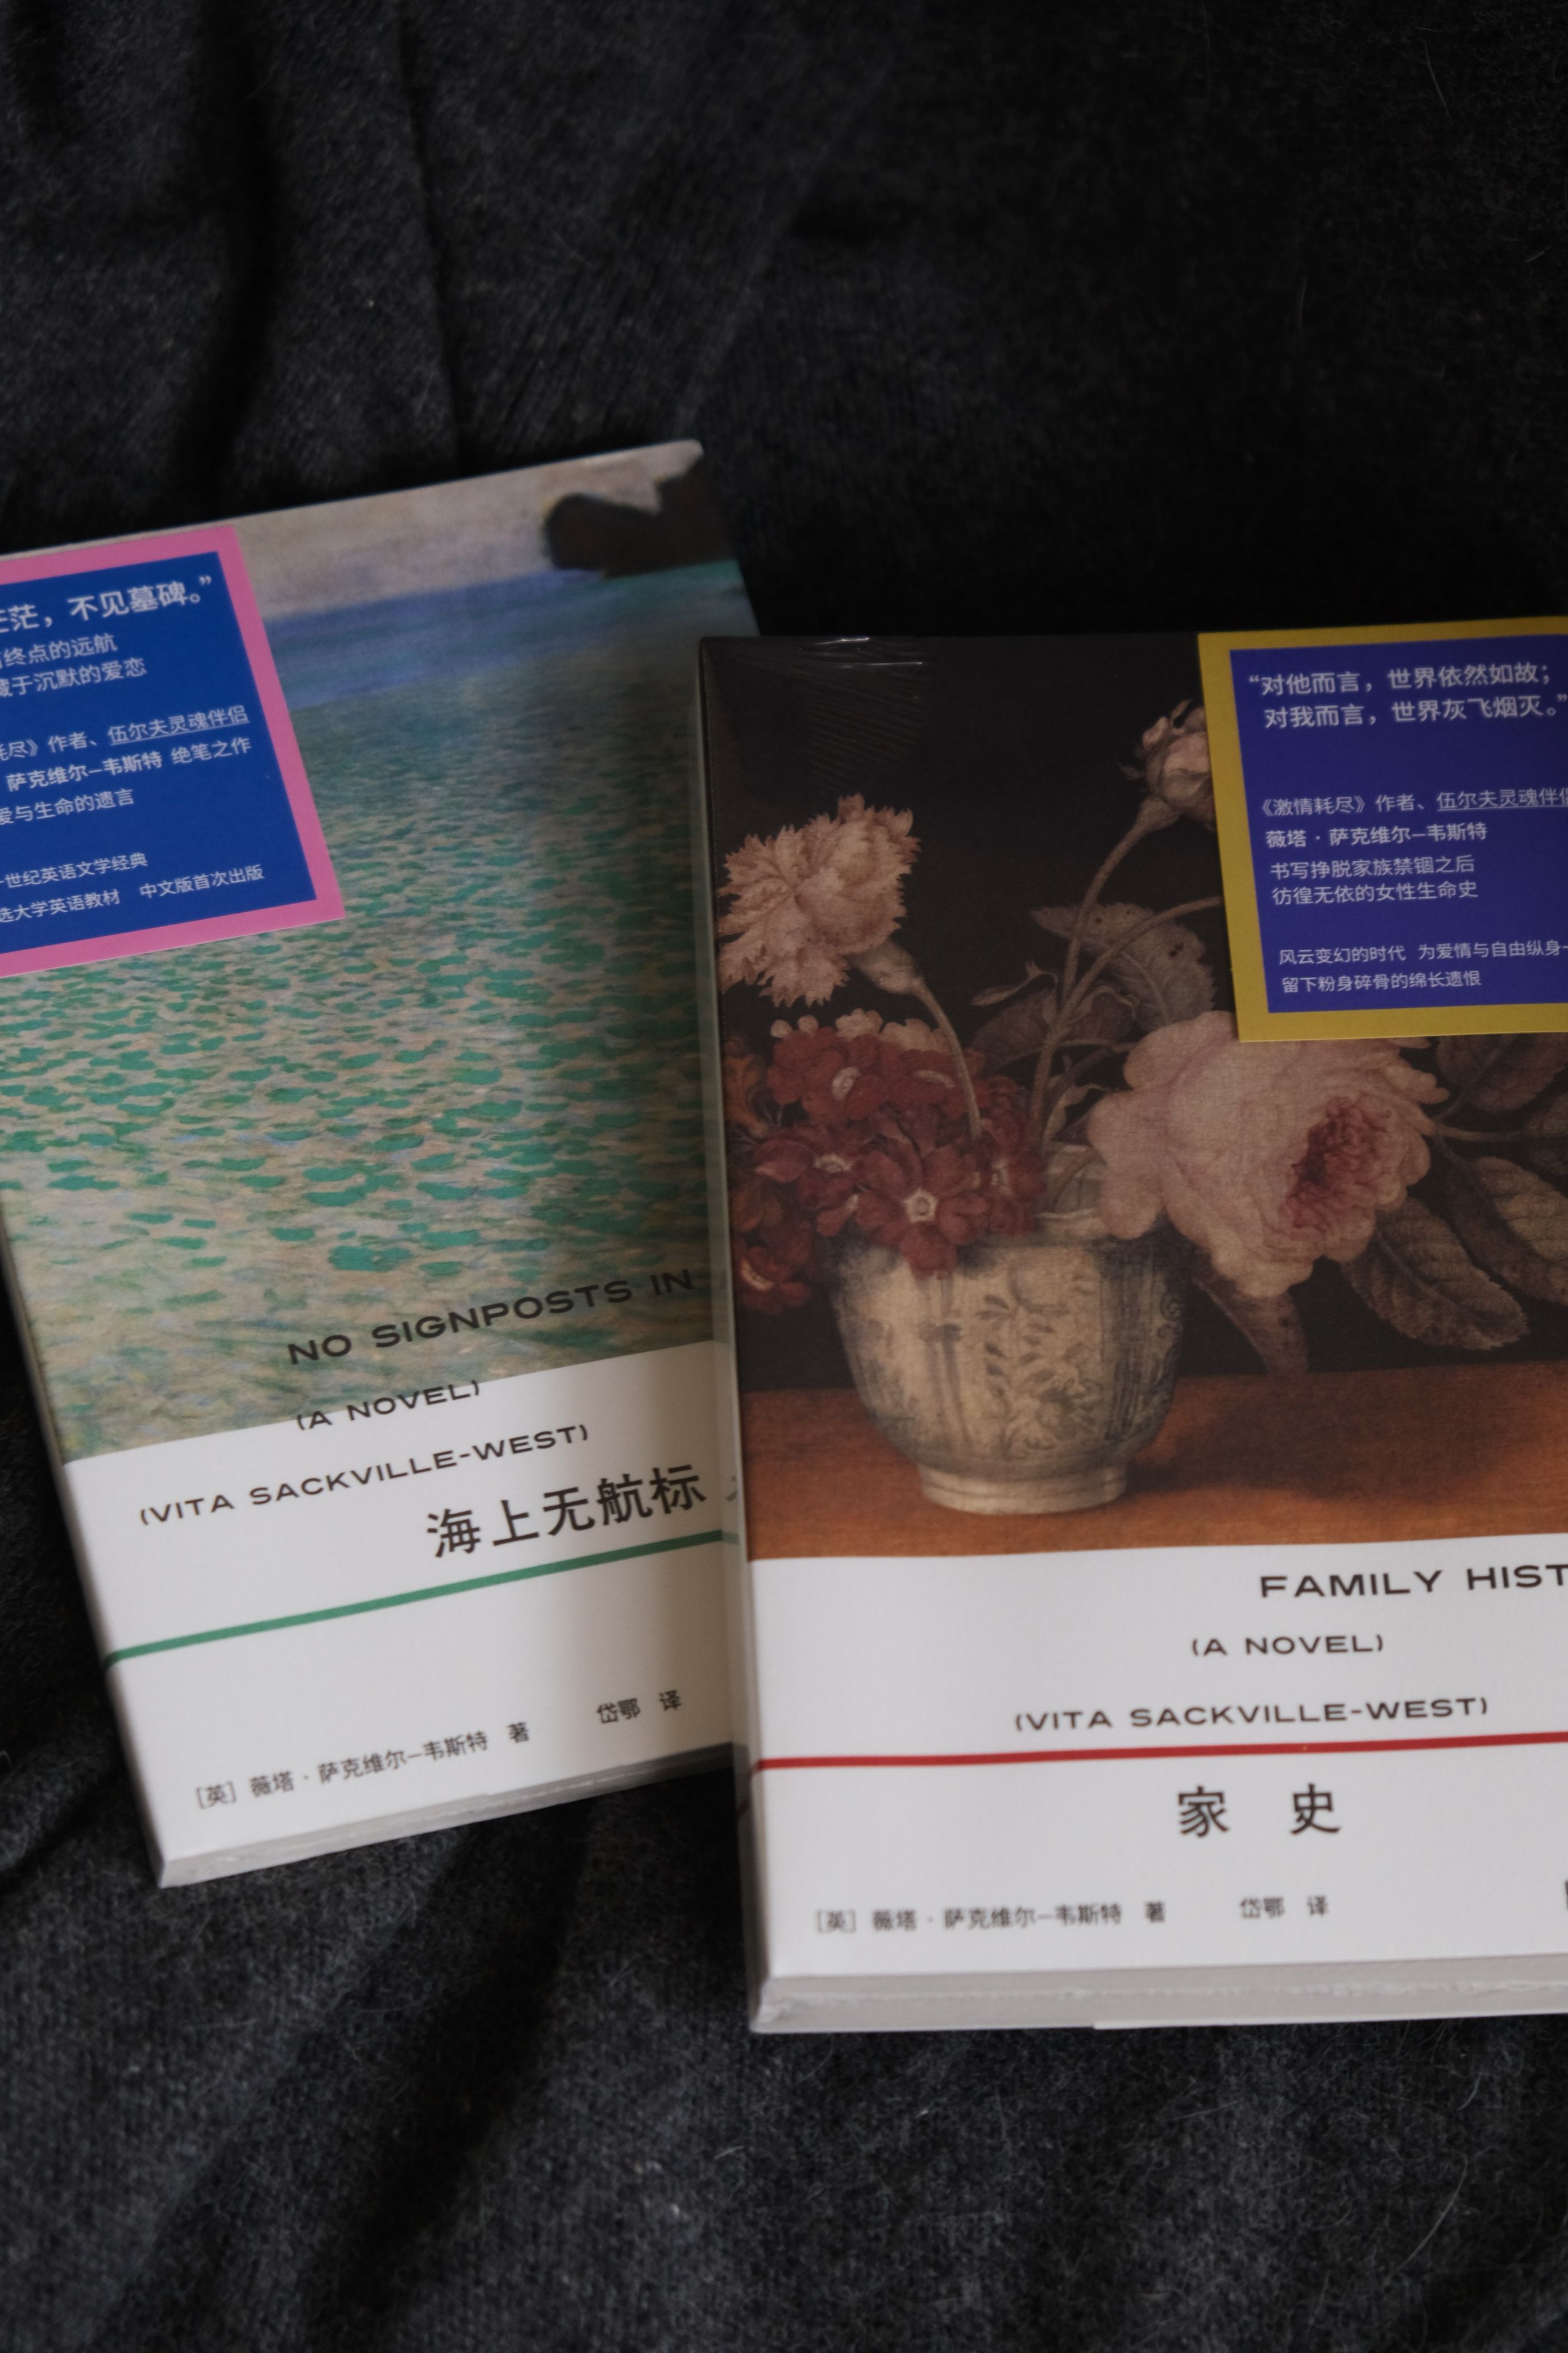 茫，不见墓碑。”
终点的远航
于沉默的爱恋
耗尽》作者、伍尔夫灵魂伴侣
萨克维尔–韦斯特 绝笔之作
爱与生命的遗言
世纪英语文学经典
选大学英语教材 中文版首次出版
NO SIGNPOSTS IN
(A NOVEL)
(VITA SACKVILLE-WEST)
海上无航标
[英] 薇塔 · 萨克维尔–韦斯特 著 岱鄂 译
“对他而言，世界依然如故；
对我而言，世界灰飞烟灭。”
《激情耗尽》作者、伍尔夫灵魂伴侣
薇塔 · 萨克维尔–韦斯特
书写挣脱家族禁锢之后
彷徨无依的女性生命史
风云变幻的时代 为爱情与自由纵身
留下粉身碎骨的绵长遗恨
FAMILY HIST
(A NOVEL)
(VITA SACKVILLE-WEST)
家 史
[英] 薇塔 · 萨克维尔–韦斯特 著 岱鄂 译